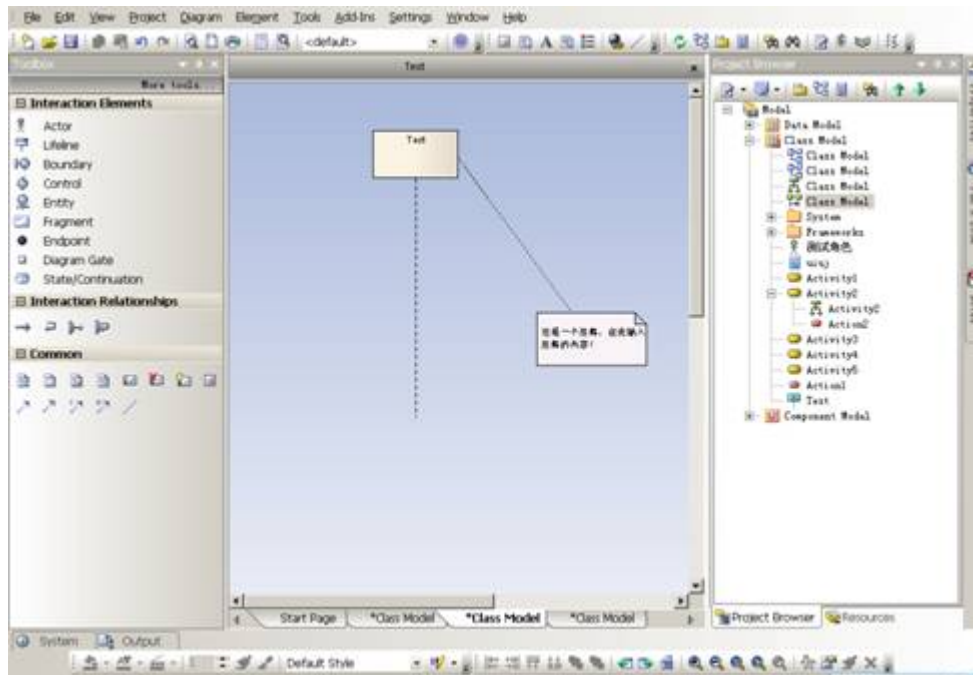 File Edit View Project Diagram Element Tools Add-Ins Settings Window Help
<default>
Toolbox
Test
Project Browser
More tools...
Interaction Elements
Actor
Lifeline
Boundary
Control
Entity
Fragment
Endpoint
Diagram Gate
State/Continuation
Interaction Relationships
Common
Test
Model
Data Model
Class Model
Class Model
Class Model
Class Model
Class Model
System
Frameworks
测试角色
Activity1
Activity2
Activity2
Action2
Activity3
Activity4
Activity5
Action1
Test
Component Model
Start Page *Class Model *Class Model *Class Model
Project Browser Resources
System Output
Default Style